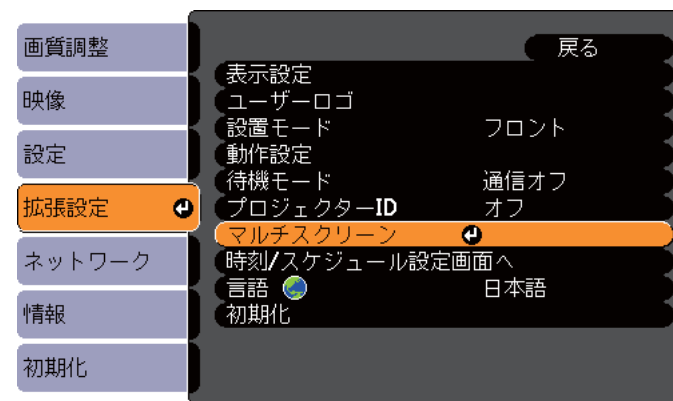 画質調整
映像
設定
拡張設定
ネットワーク
情報
初期化
戻る
表示設定
ユーザーロゴ
設置モード フロント
動作設定
待機モード 通信オフ
プロジェクターID オフ
マルチスクリーン
時刻/スケジュール設定画面へ
言語 日本語
初期化